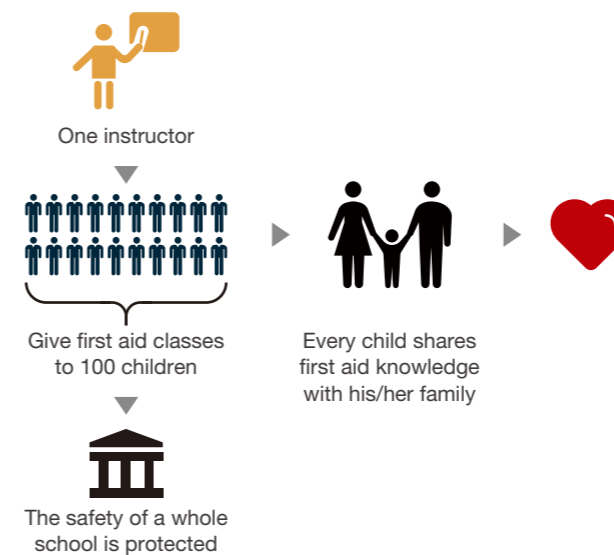 One instructor
Give first aid classes
to 100 children
Every child shares
first aid knowledge
with his/her family
The safety of a whole
school is protected